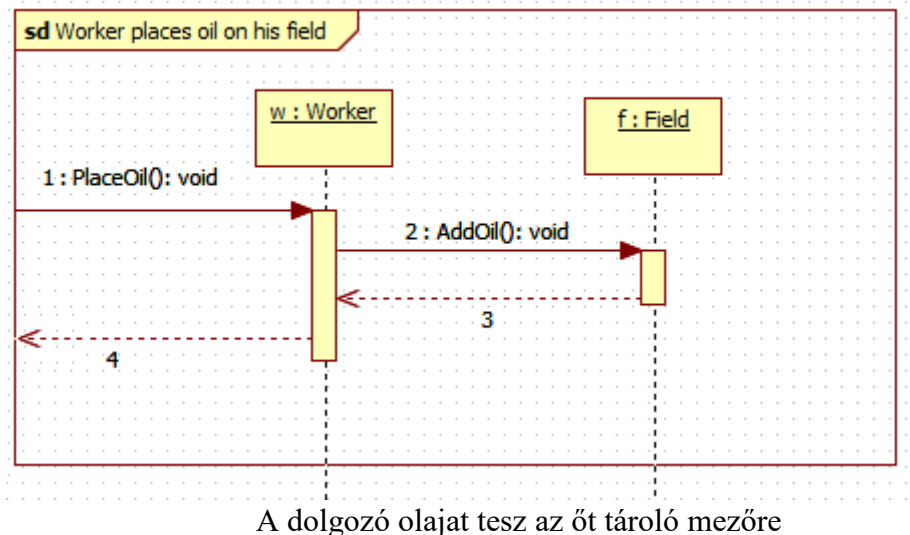 sd Worker places oil on his field
w : Worker
f : Field
1 : PlaceOil(): void
2 : AddOil(): void
3
4
A dolgozó olajat tesz az őt tároló mezőre